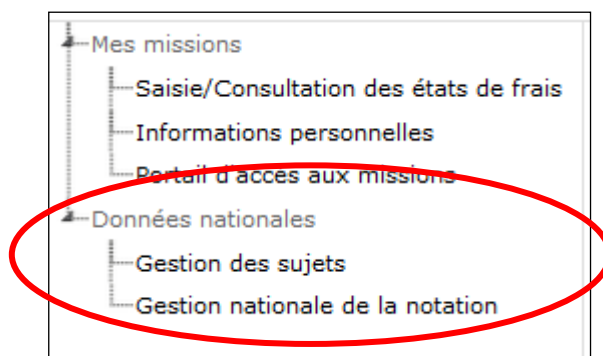 Mes missions
Saisie/Consultation des états de frais
Informations personnelles
Portail d'accès aux missions
Données nationales
Gestion des sujets
Gestion nationale de la notation